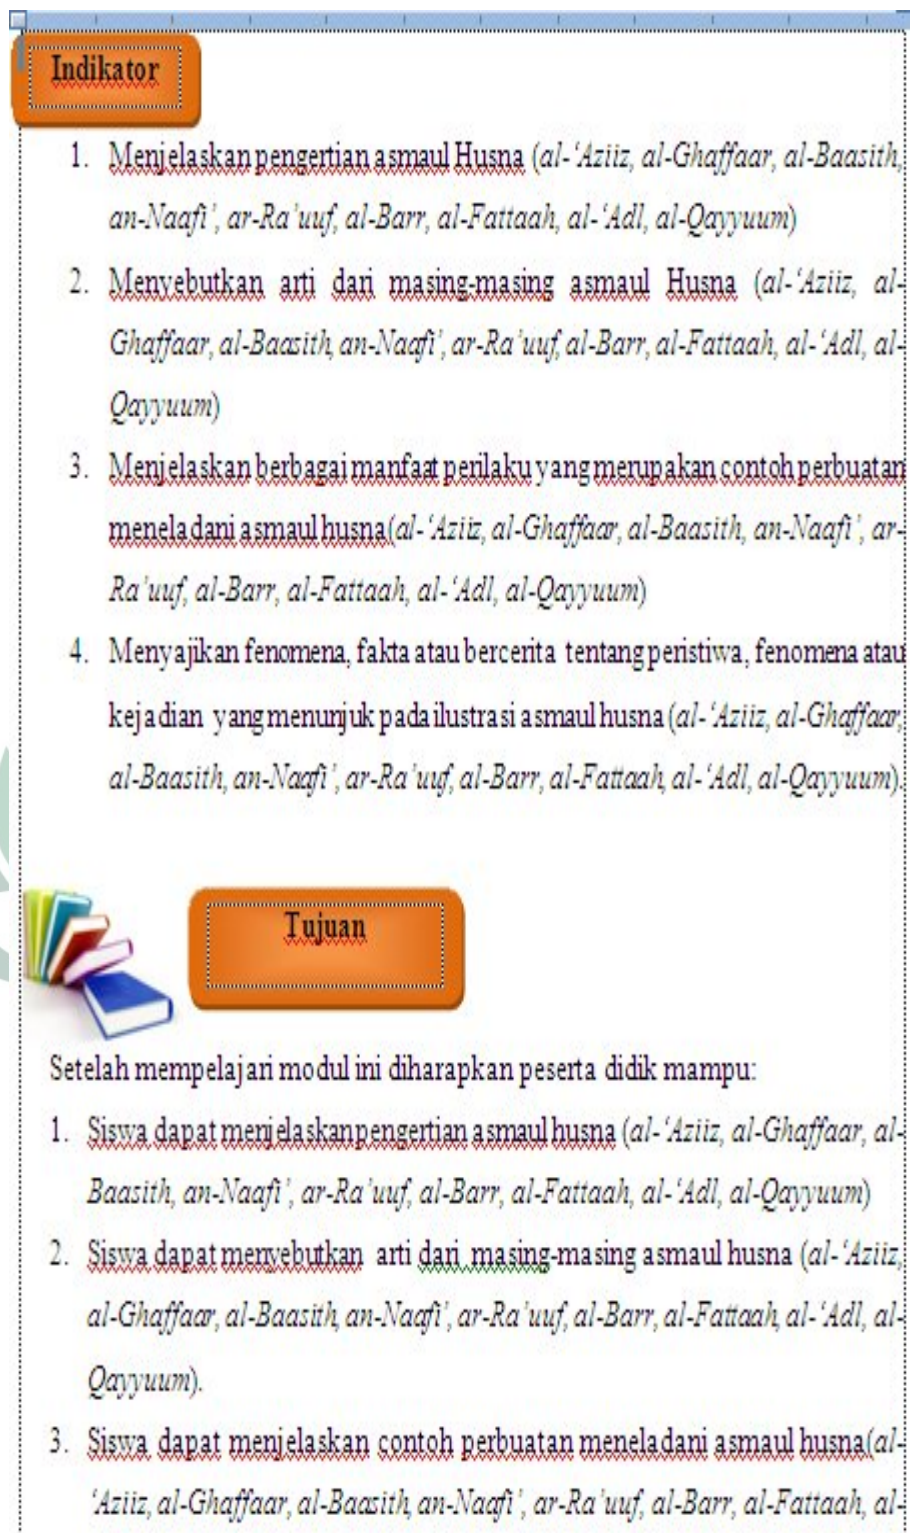 Indikator
1. Menjelaskan pengertian asmaul Husna (al-‘Aziiz, al-Ghaffaar, al-Baasith,
an-Naafi’, ar-Ra’uuf, al-Barr, al-Fattaah, al-‘Adl, al-Qayyuum)
2. Menyebutkan arti dari masing-masing asmaul Husna (al-‘Aziiz, al-
Ghaffaar, al-Baasith, an-Naafi’, ar-Ra’uuf, al-Barr, al-Fattaah, al-‘Adl, al-
Qayyuum)
3. Menjelaskan berbagai manfaat perilaku yang merupakan contoh perbuatan
meneladani asmaul husna(al-‘Aziiz, al-Ghaffaar, al-Baasith, an-Naafi’, ar-
Ra’uuf, al-Barr, al-Fattaah, al-‘Adl, al-Qayyuum)
4. Menyajikan fenomena, fakta atau bercerita tentang peristiwa, fenomena atau
kejadian yang menunjuk pada ilustrasi asmaul husna (al-‘Aziiz, al-Ghaffaar,
al-Baasith, an-Naafi’, ar-Ra’uuf, al-Barr, al-Fattaah, al-‘Adl, al-Qayyuum).
Tujuan
Setelah mempelajari modul ini diharapkan peserta didik mampu:
1. Siswa dapat menjelaskan pengertian asmaul husna (al-‘Aziiz, al-Ghaffaar, al-
Baasith, an-Naafi’, ar-Ra’uuf, al-Barr, al-Fattaah, al-‘Adl, al-Qayyuum)
2. Siswa dapat menyebutkan arti dari masing-masing asmaul husna (al-‘Aziiz,
al-Ghaffaar, al-Baasith, an-Naafi’, ar-Ra’uuf, al-Barr, al-Fattaah, al-‘Adl, al-
Qayyuum).
3. Siswa dapat menjelaskan contoh perbuatan meneladani asmaul husna(al-
‘Aziiz, al-Ghaffaar, al-Baasith, an-Naafi’, ar-Ra’uuf, al-Barr, al-Fattaah, al-